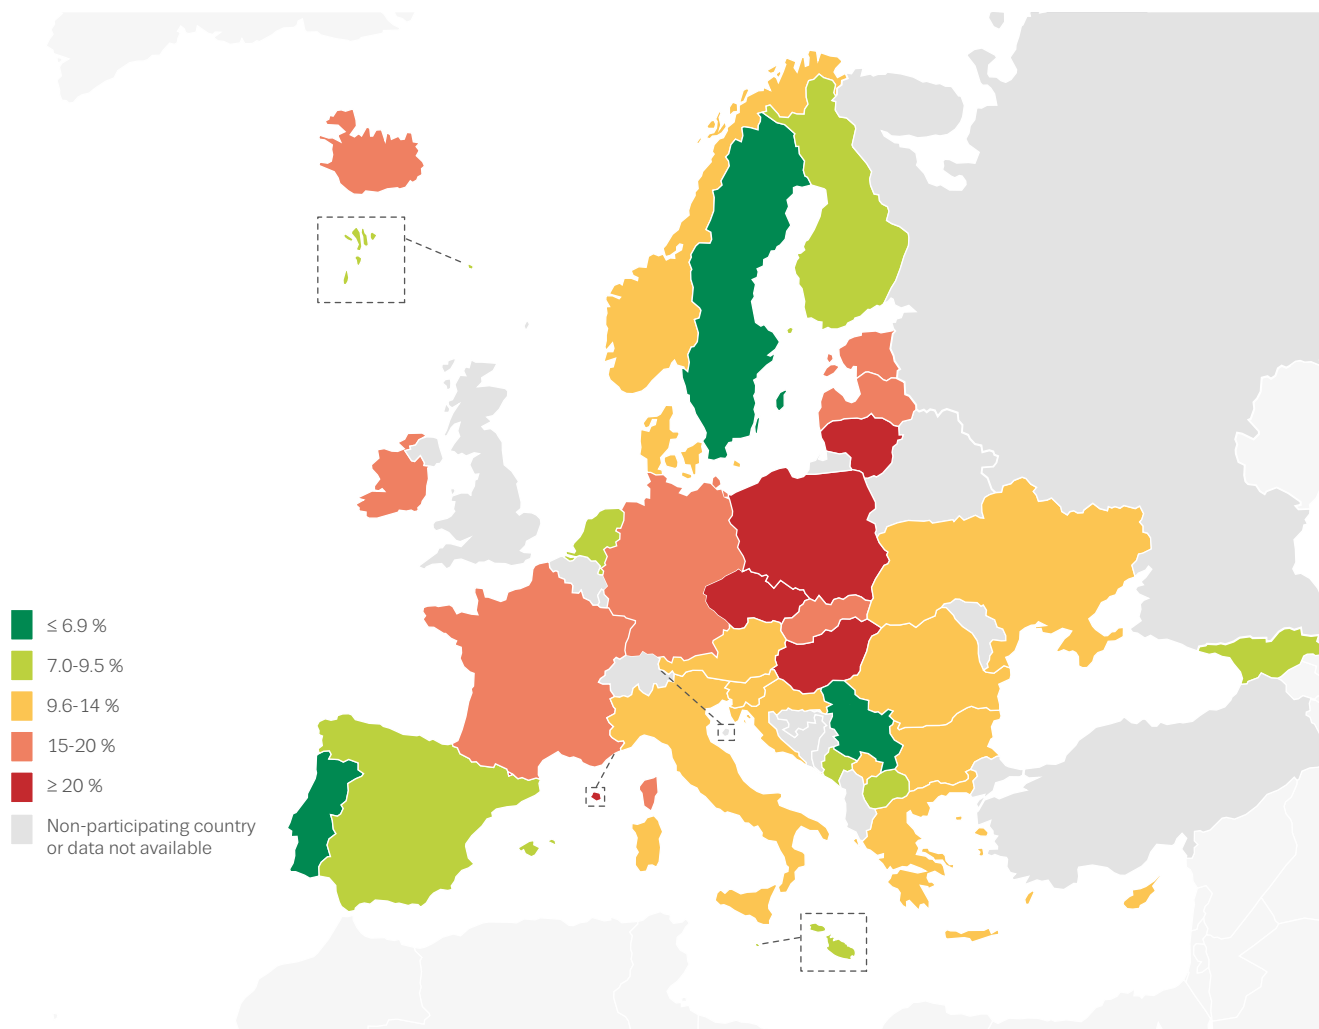 ≤ 6.9 %
7.0-9.5 %
9.6-14 %
15-20 %
≥ 20 %
Non-participating country
or data not available